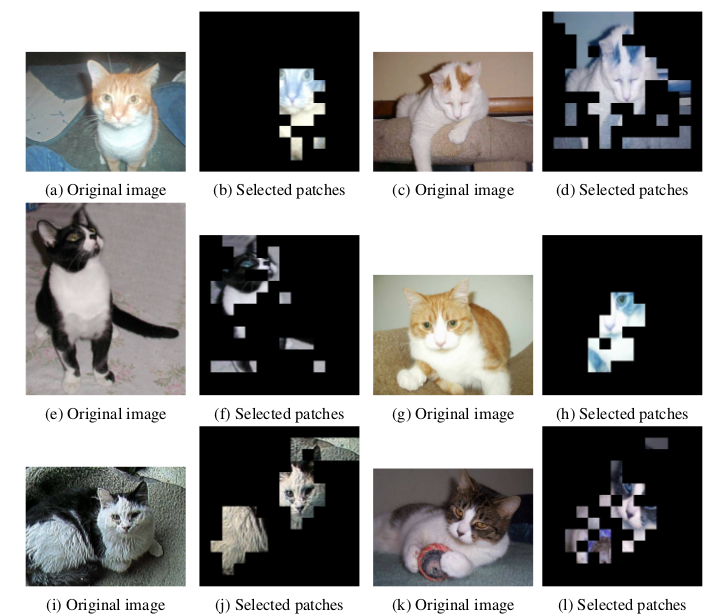 (a) Original image (b) Selected patches (c) Original image (d) Selected patches
(e) Original image (f) Selected patches (g) Original image (h) Selected patches
(i) Original image (j) Selected patches (k) Original image (l) Selected patches